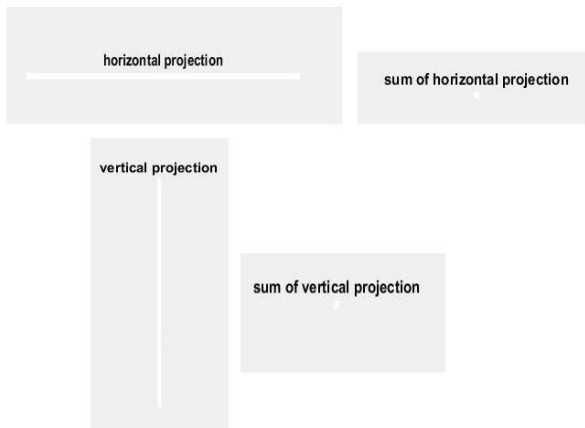 horizontal projection
sum of horizontal projection
vertical projection
sum of vertical projection